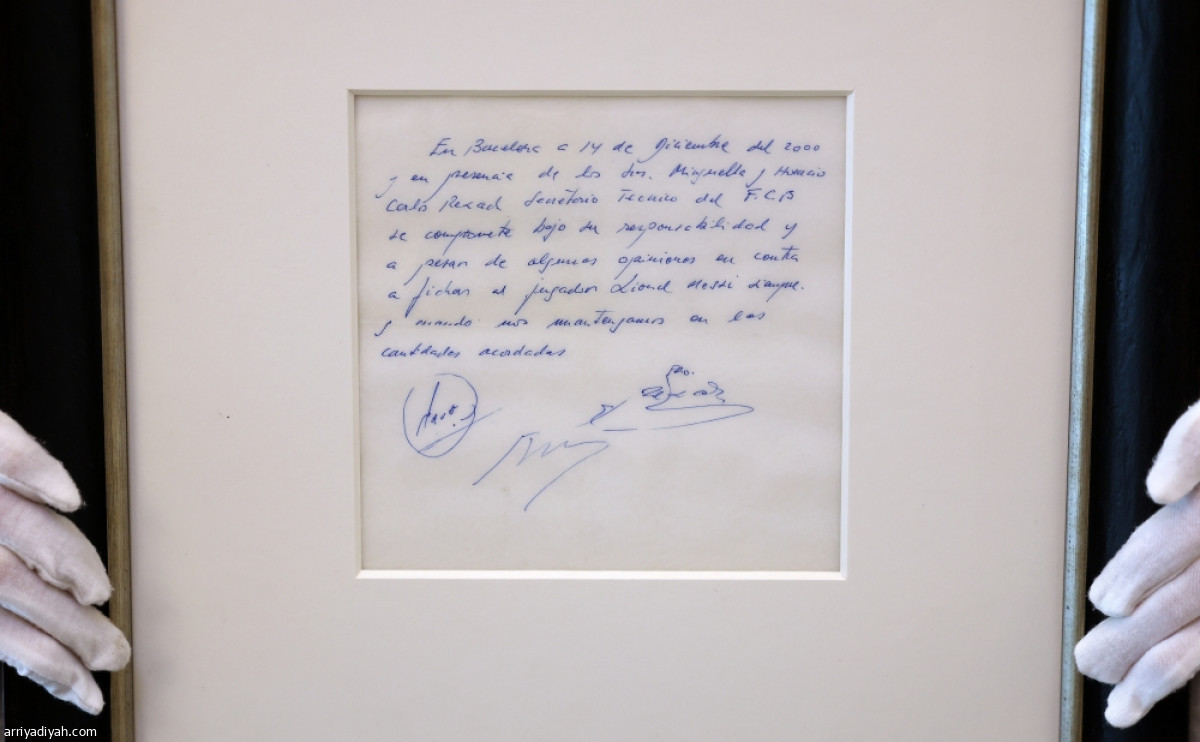 En Barcelona a 14 de Diciembre del 2000
y en presencia de los Srs. Minguella y Horacio
Carlos Rexach Secretario Tecnico del F.C.B
se compromete bajo su responsabilidad y
a pesar de algunas opiniones en contra
a fichar al jugador Lionel Messi siempre.
y cuando nos mantengamos en las
cantidades acordadas
Fdo.
arriyadiyah.com